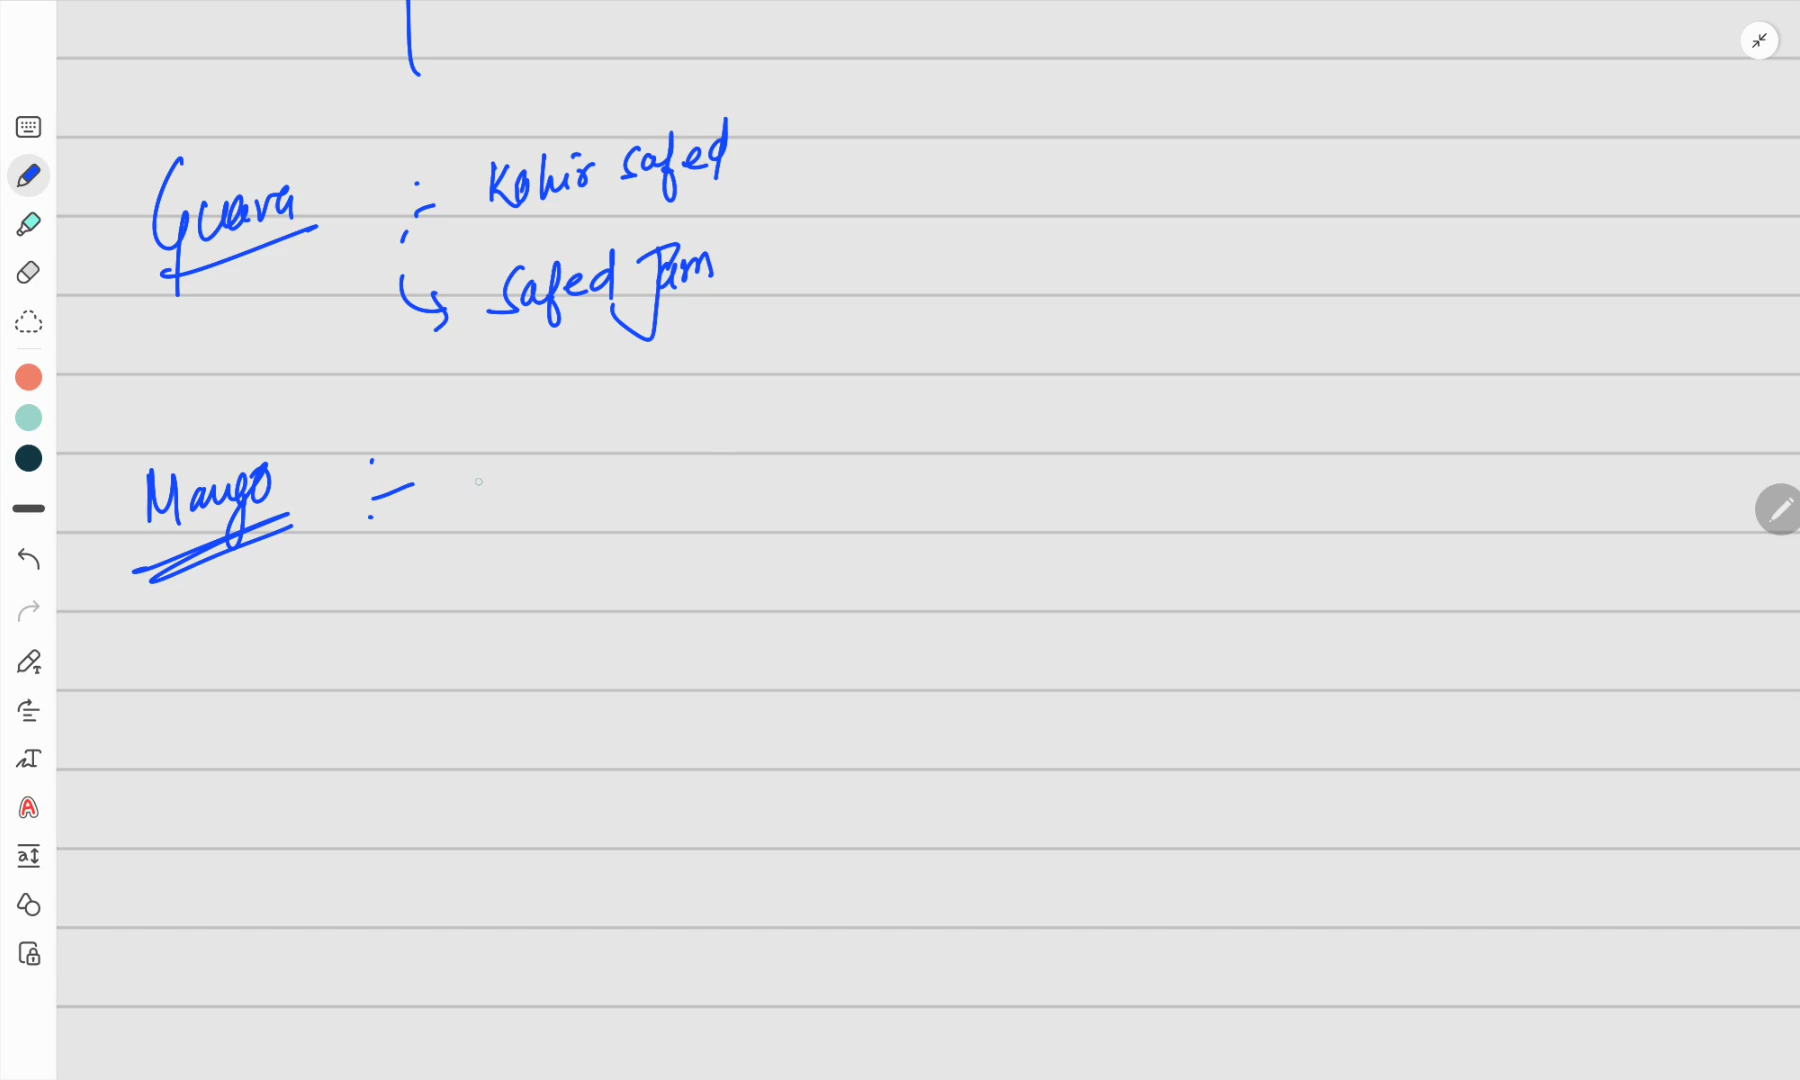 Guava :- Kohir safed
↳ Safed Jam
Mango :-